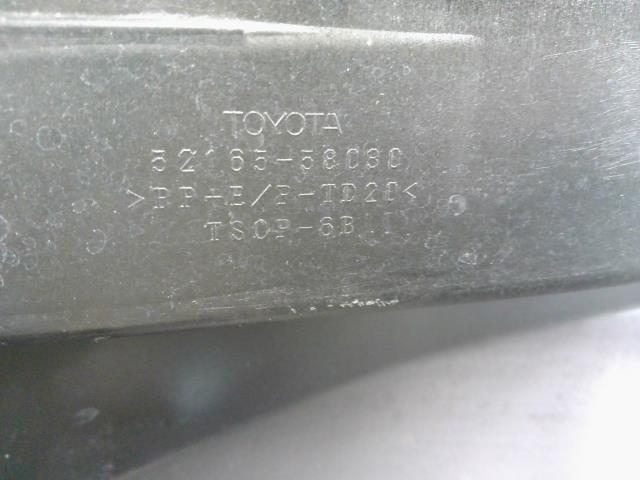 TOYOTA
52165-58030
>PP+E/P-TD20<
TSOP-6B